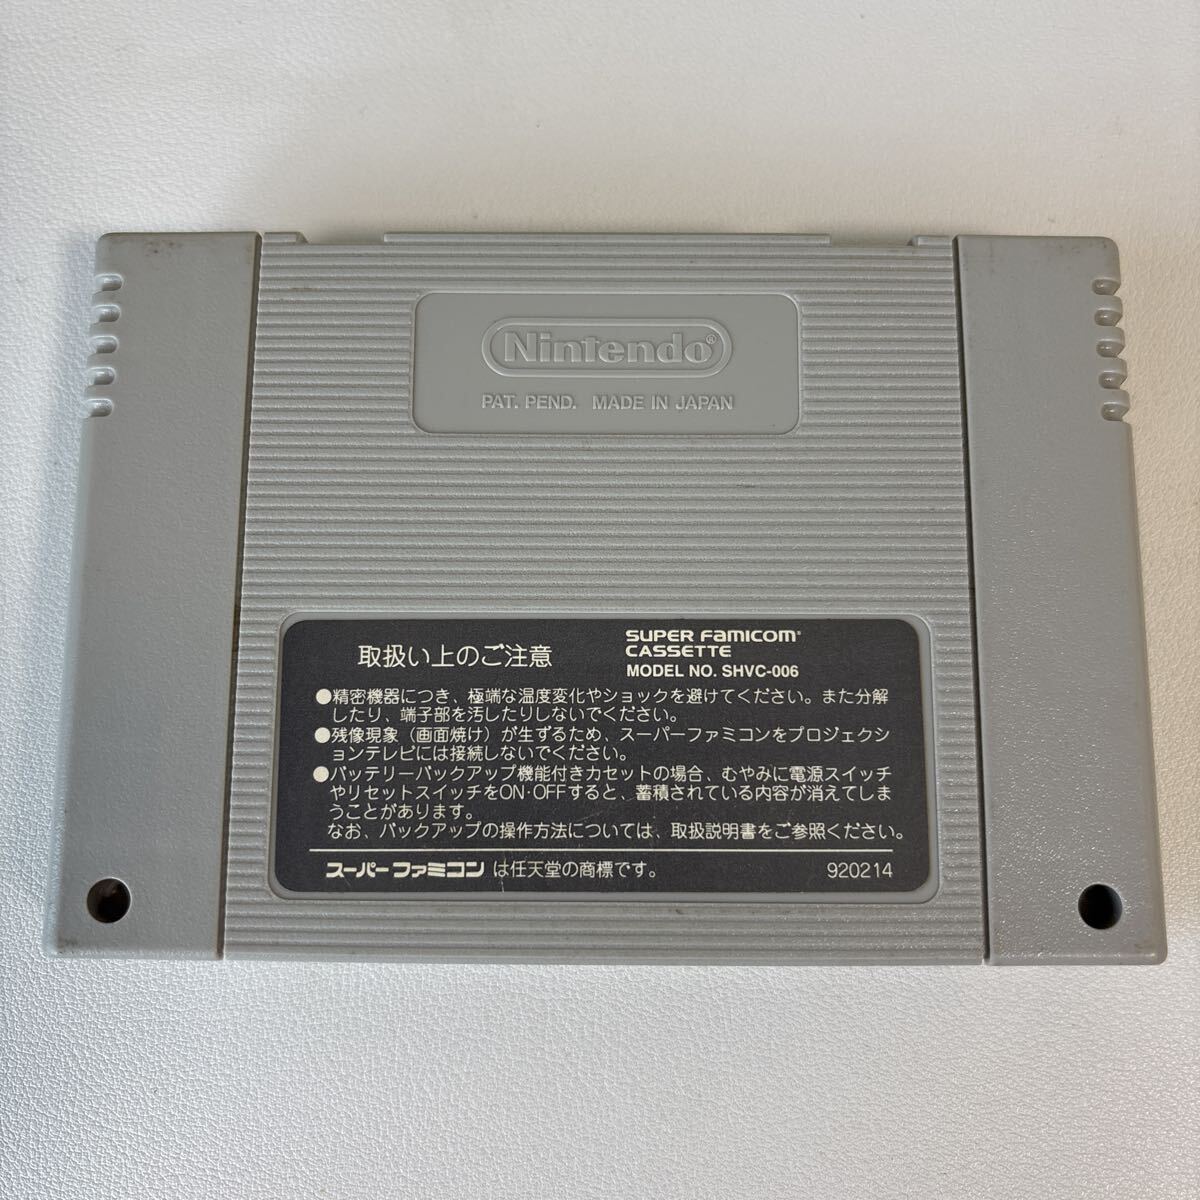 Nintendo®
PAT. PEND. MADE IN JAPAN
取扱い上のご注意
SUPER FAMICOM®
CASSETTE
MODEL NO. SHVC-006
●精密機器につき、極端な温度変化やショックを避けてください。また分解
したり、端子部を汚したりしないでください。
●残像現象（画面焼け）が生ずるため、スーパーファミコンをプロジェクシ
ョンテレビには接続しないでください。
●バッテリーバックアップ機能付きカセットの場合、むやみに電源スイッチ
やリセットスイッチをON・OFFすると、蓄積されている内容が消えてしま
うことがあります。
なお、バックアップの操作方法については、取扱説明書をご参照ください。
スーパーファミコン は任天堂の商標です。
920214